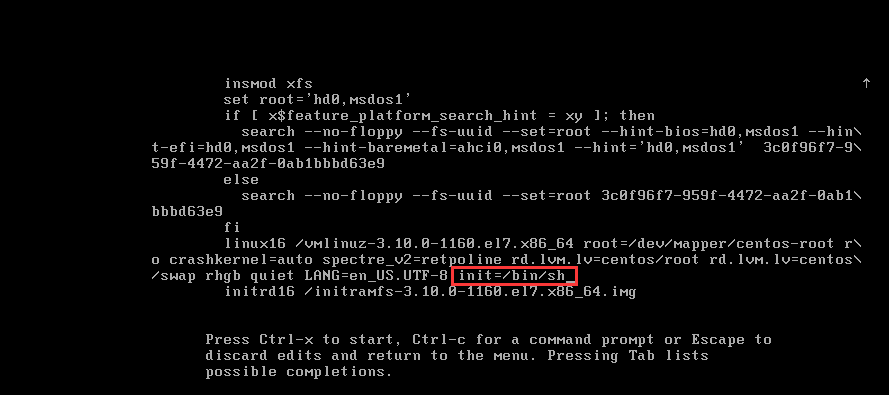 insmod xfs
set root='hd0,msdos1'
if [ x$feature_platform_search_hint = xy ]; then
search --no-floppy --fs-uuid --set=root --hint-bios=hd0,msdos1 --hin\
t-efi=hd0,msdos1 --hint-baremetal=ahci0,msdos1 --hint='hd0,msdos1'  3c0f96f7-9\
59f-4472-aa2f-0ab1bbbd63e9
else
search --no-floppy --fs-uuid --set=root 3c0f96f7-959f-4472-aa2f-0ab1\
bbbd63e9
fi
linux16 /vmlinuz-3.10.0-1160.el7.x86_64 root=/dev/mapper/centos-root r\
o crashkernel=auto spectre_v2=retpoline rd.lvm.lv=centos/root rd.lvm.lv=centos\
/swap rhgb quiet LANG=en_US.UTF-8 init=/bin/sh_
initrd16 /initramfs-3.10.0-1160.el7.x86_64.img
Press Ctrl-x to start, Ctrl-c for a command prompt or Escape to
discard edits and return to the menu. Pressing Tab lists
possible completions.